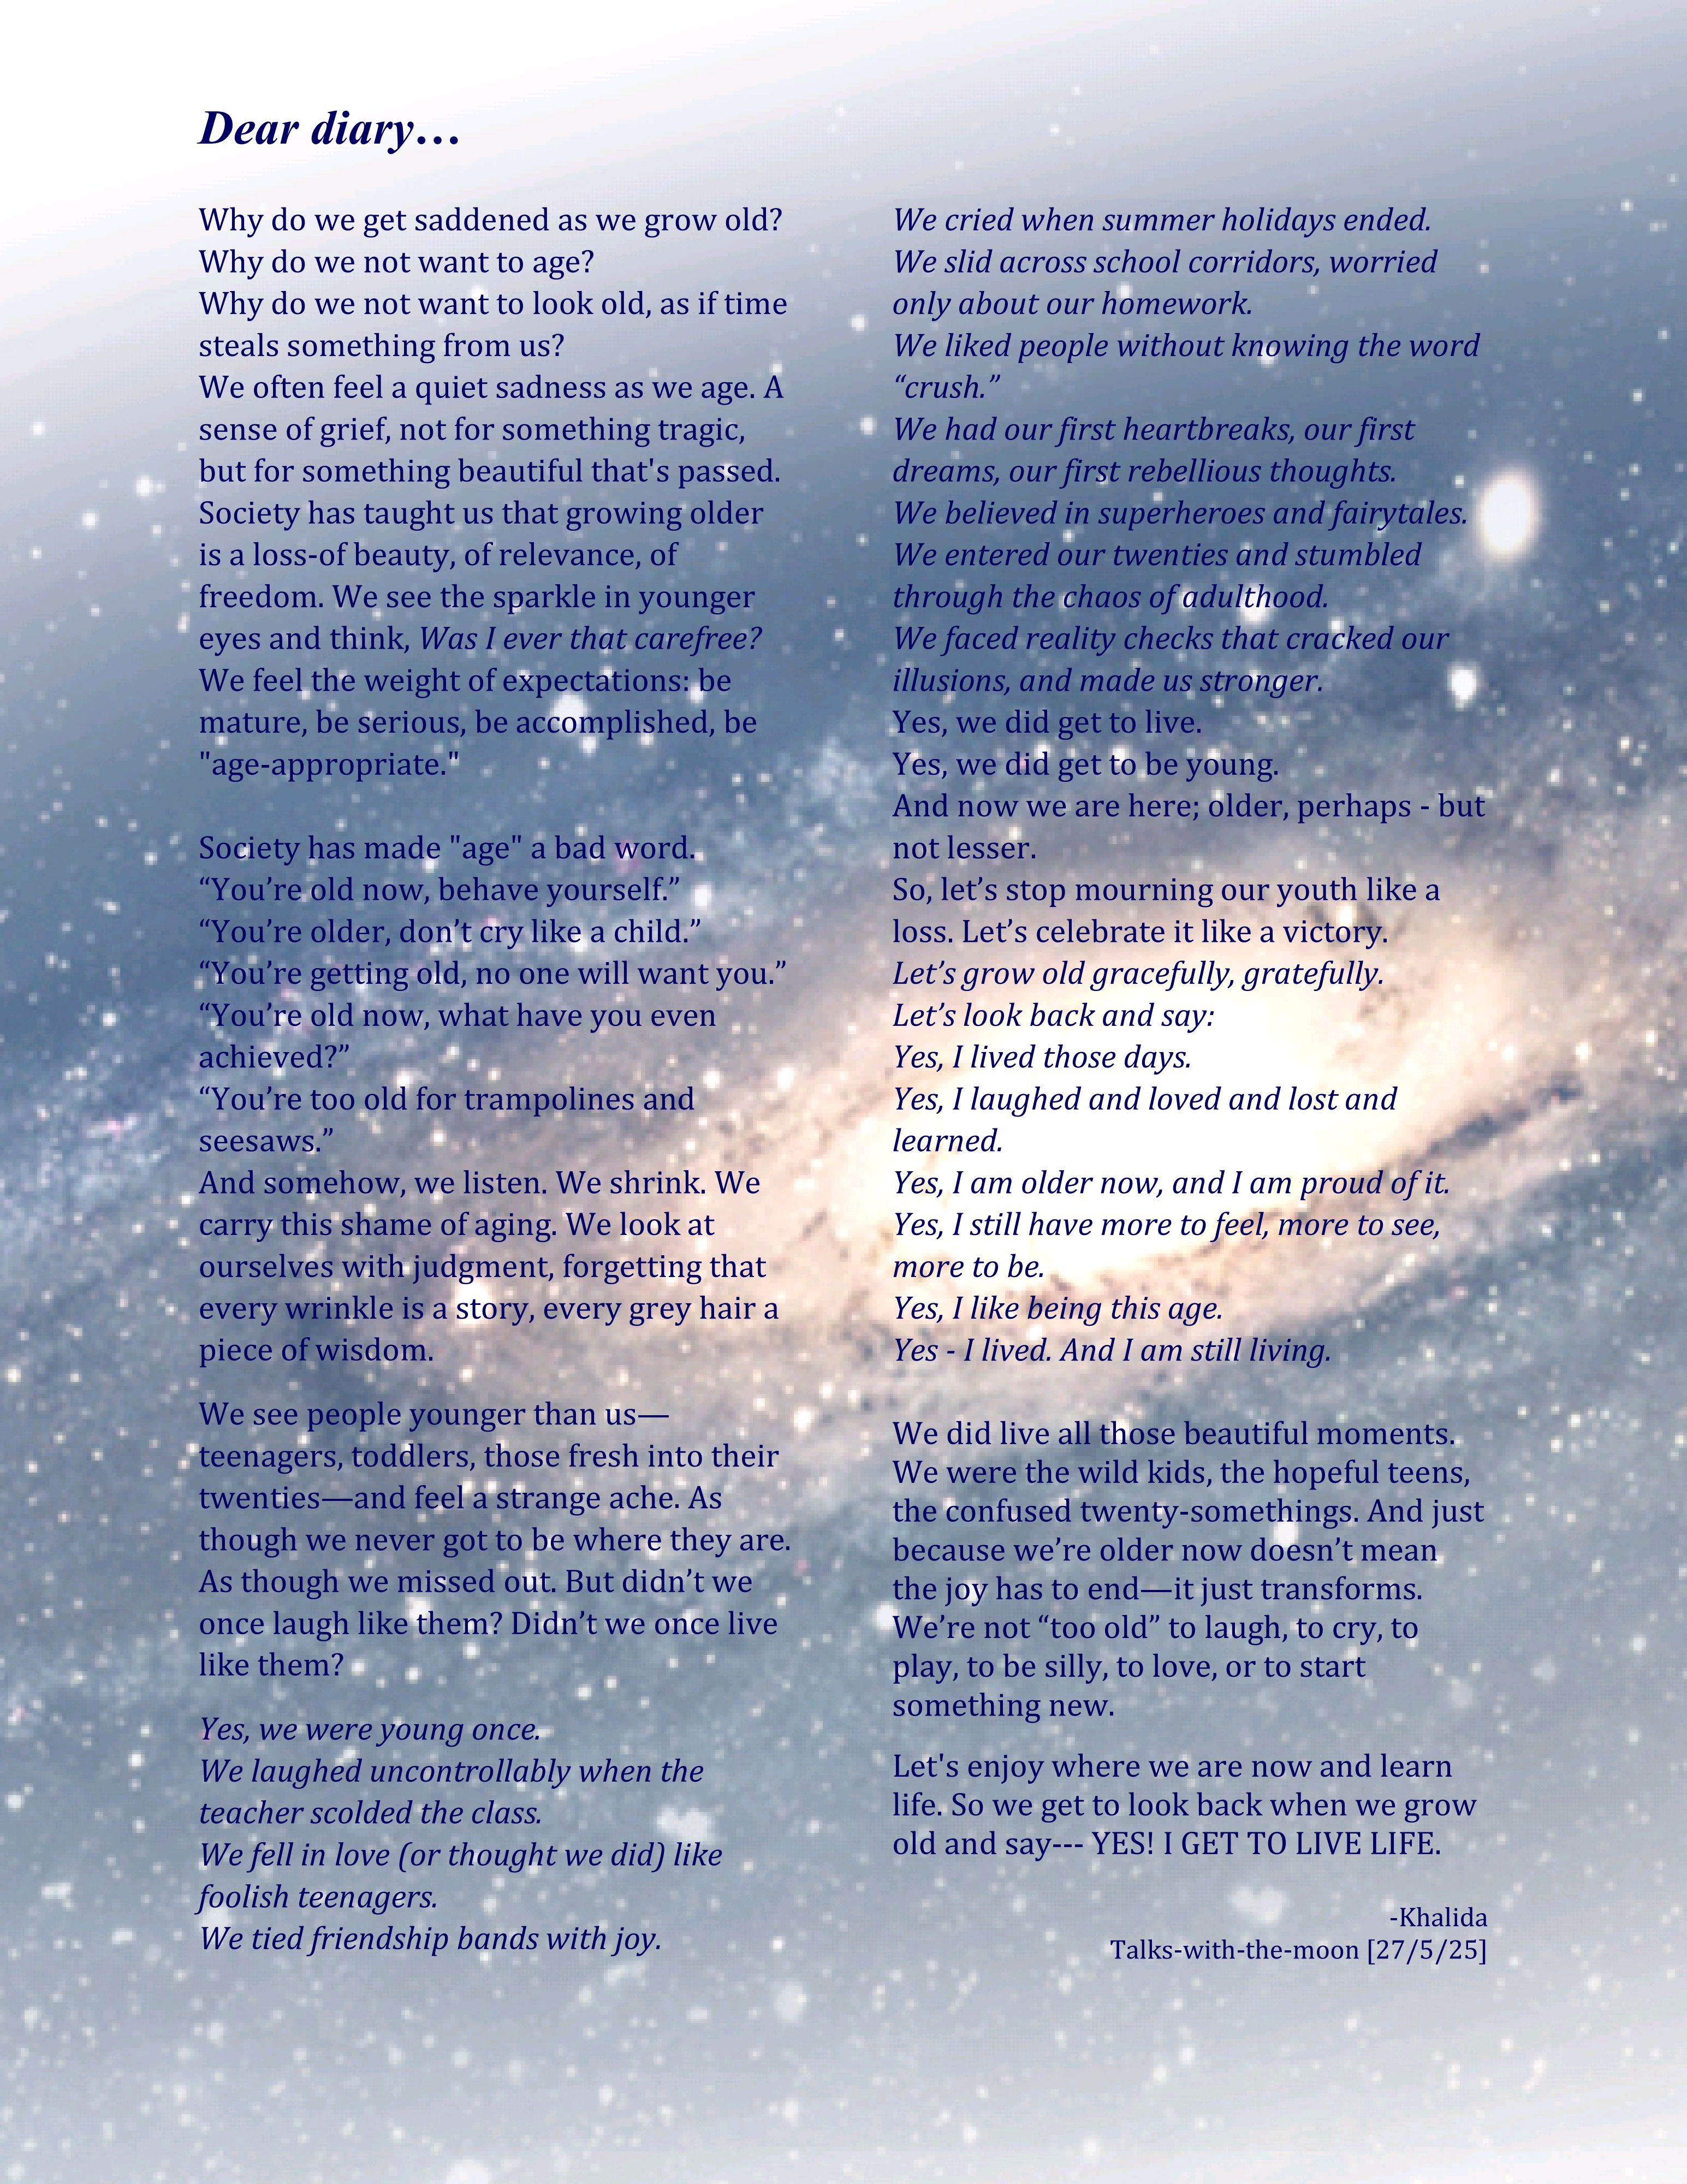 Dear diary…
Why do we get saddened as we grow old?
Why do we not want to age?
Why do we not want to look old, as if time
steals something from us?
We often feel a quiet sadness as we age. A
sense of grief, not for something tragic,
but for something beautiful that's passed.
Society has taught us that growing older
is a loss-of beauty, of relevance, of
freedom. We see the sparkle in younger
eyes and think, Was I ever that carefree?
We feel the weight of expectations: be
mature, be serious, be accomplished, be
"age-appropriate."
Society has made "age" a bad word.
“You’re old now, behave yourself.”
“You’re older, don’t cry like a child.”
“You’re getting old, no one will want you.”
“You’re old now, what have you even
achieved?”
“You’re too old for trampolines and
seesaws.”
And somehow, we listen. We shrink. We
carry this shame of aging. We look at
ourselves with judgment, forgetting that
every wrinkle is a story, every grey hair a
piece of wisdom.
We see people younger than us—
teenagers, toddlers, those fresh into their
twenties—and feel a strange ache. As
though we never got to be where they are.
As though we missed out. But didn’t we
once laugh like them? Didn’t we once live
like them?
Yes, we were young once.
We laughed uncontrollably when the
teacher scolded the class.
We fell in love (or thought we did) like
foolish teenagers.
We tied friendship bands with joy.
We cried when summer holidays ended.
We slid across school corridors, worried
only about our homework.
We liked people without knowing the word
“crush.”
We had our first heartbreaks, our first
dreams, our first rebellious thoughts.
We believed in superheroes and fairytales.
We entered our twenties and stumbled
through the chaos of adulthood.
We faced reality checks that cracked our
illusions, and made us stronger.
Yes, we did get to live.
Yes, we did get to be young.
And now we are here; older, perhaps - but
not lesser.
So, let’s stop mourning our youth like a
loss. Let’s celebrate it like a victory.
Let’s grow old gracefully, gratefully.
Let’s look back and say:
Yes, I lived those days.
Yes, I laughed and loved and lost and
learned.
Yes, I am older now, and I am proud of it.
Yes, I still have more to feel, more to see,
more to be.
Yes, I like being this age.
Yes - I lived. And I am still living.
We did live all those beautiful moments.
We were the wild kids, the hopeful teens,
the confused twenty-somethings. And just
because we’re older now doesn’t mean
the joy has to end—it just transforms.
We’re not “too old” to laugh, to cry, to
play, to be silly, to love, or to start
something new.
Let's enjoy where we are now and learn
life. So we get to look back when we grow
old and say--- YES! I GET TO LIVE LIFE.
-Khalida
Talks-with-the-moon [27/5/25]